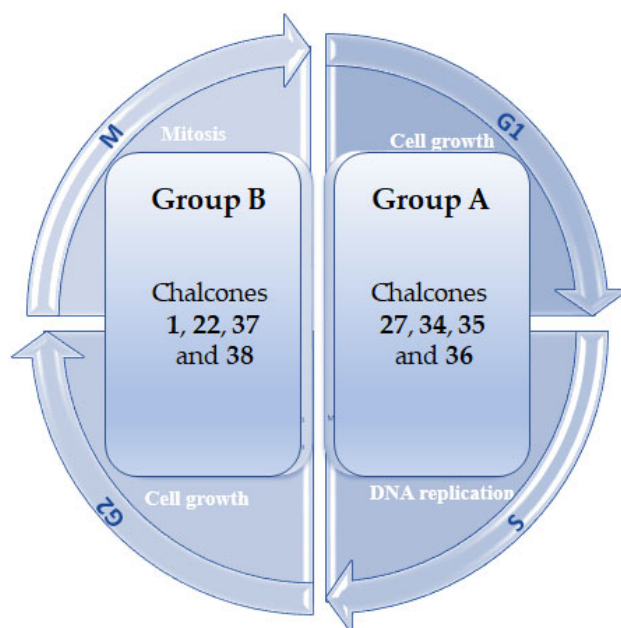 M
Mitosis
G1
Cell growth
Group B
Chalcones
1, 22, 37
and 38
Group A
Chalcones
27, 34, 35
and 36
G2
Cell growth
DNA replication
S